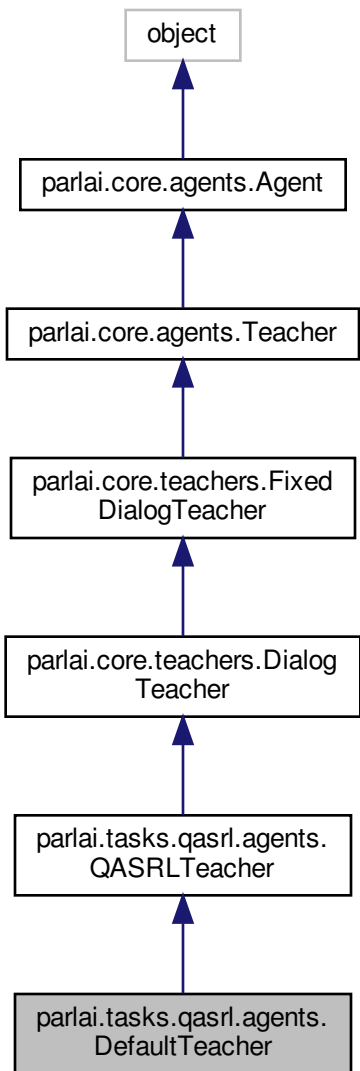 object
parlai.core.agents.Agent
parlai.core.agents.Teacher
parlai.core.teachers.Fixed
DialogTeacher
parlai.core.teachers.Dialog
Teacher
parlai.tasks.qasrl.agents.
QASRLTeacher
parlai.tasks.qasrl.agents.
DefaultTeacher